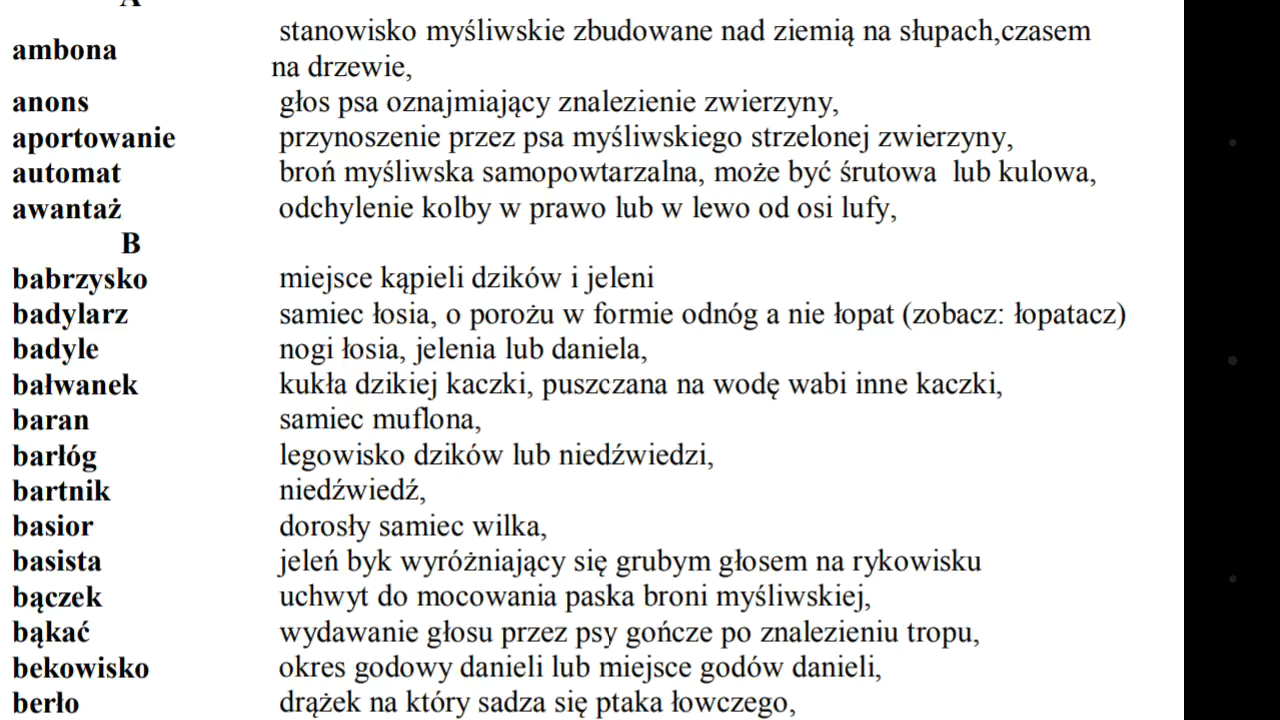 A
ambona stanowisko myśliwskie zbudowane nad ziemią na słupach,czasem
na drzewie,
anons głos psa oznajmiający znalezienie zwierzyny,
aportowanie przynoszenie przez psa myśliwskiego strzelonej zwierzyny,
automat broń myśliwska samopowtarzalna, może być śrutowa lub kulowa,
awantaż odchylenie kolby w prawo lub w lewo od osi lufy,
B
babrzysko miejsce kąpieli dzików i jeleni
badylarz samiec łosia, o porożu w formie odnóg a nie łopat (zobacz: łopatacz)
badyle nogi łosia, jelenia lub daniela,
bałwanek kukła dzikiej kaczki, puszczana na wodę wabi inne kaczki,
baran samiec muflona,
barłóg legowisko dzików lub niedźwiedzi,
bartnik niedźwiedź,
basior dorosły samiec wilka,
basista jeleń byk wyróżniający się grubym głosem na rykowisku
bączek uchwyt do mocowania paska broni myśliwskiej,
bąkać wydawanie głosu przez psy gończe po znalezieniu tropu,
bekowisko okres godowy danieli lub miejsce godów danieli,
berło drążek na który sadza się ptaka łowczego,